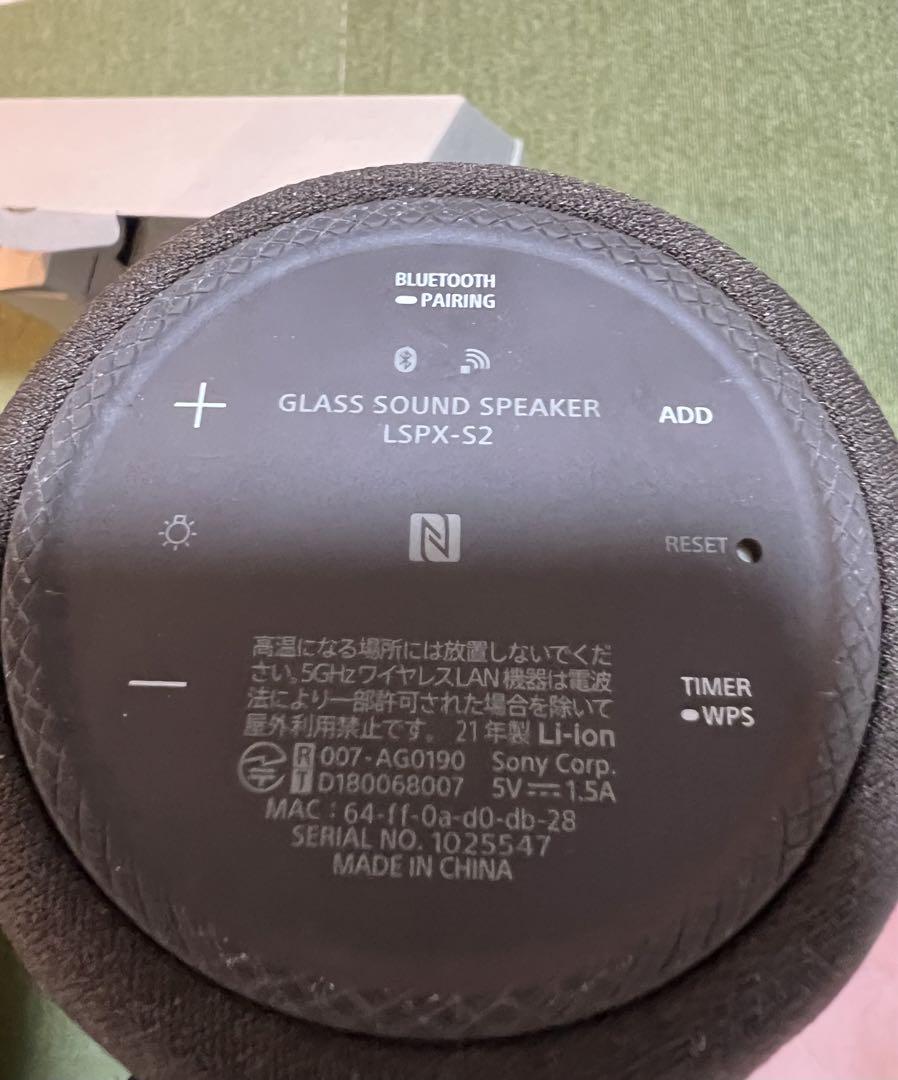 BLUETOOTH
PAIRING
GLASS SOUND SPEAKER
LSPX-S2
ADD
RESET
高温になる場所には放置しないでくだ
さい。5GHzワイヤレスLAN機器は電波
法により一部許可された場合を除いて
屋外利用禁止です。 21年製 Li-ion
TIMER
WPS
R 007-AG0190 Sony Corp.
T D180068007 5V⎓1.5A
MAC : 64-ff-0a-d0-db-28
SERIAL NO. 1025547
MADE IN CHINA